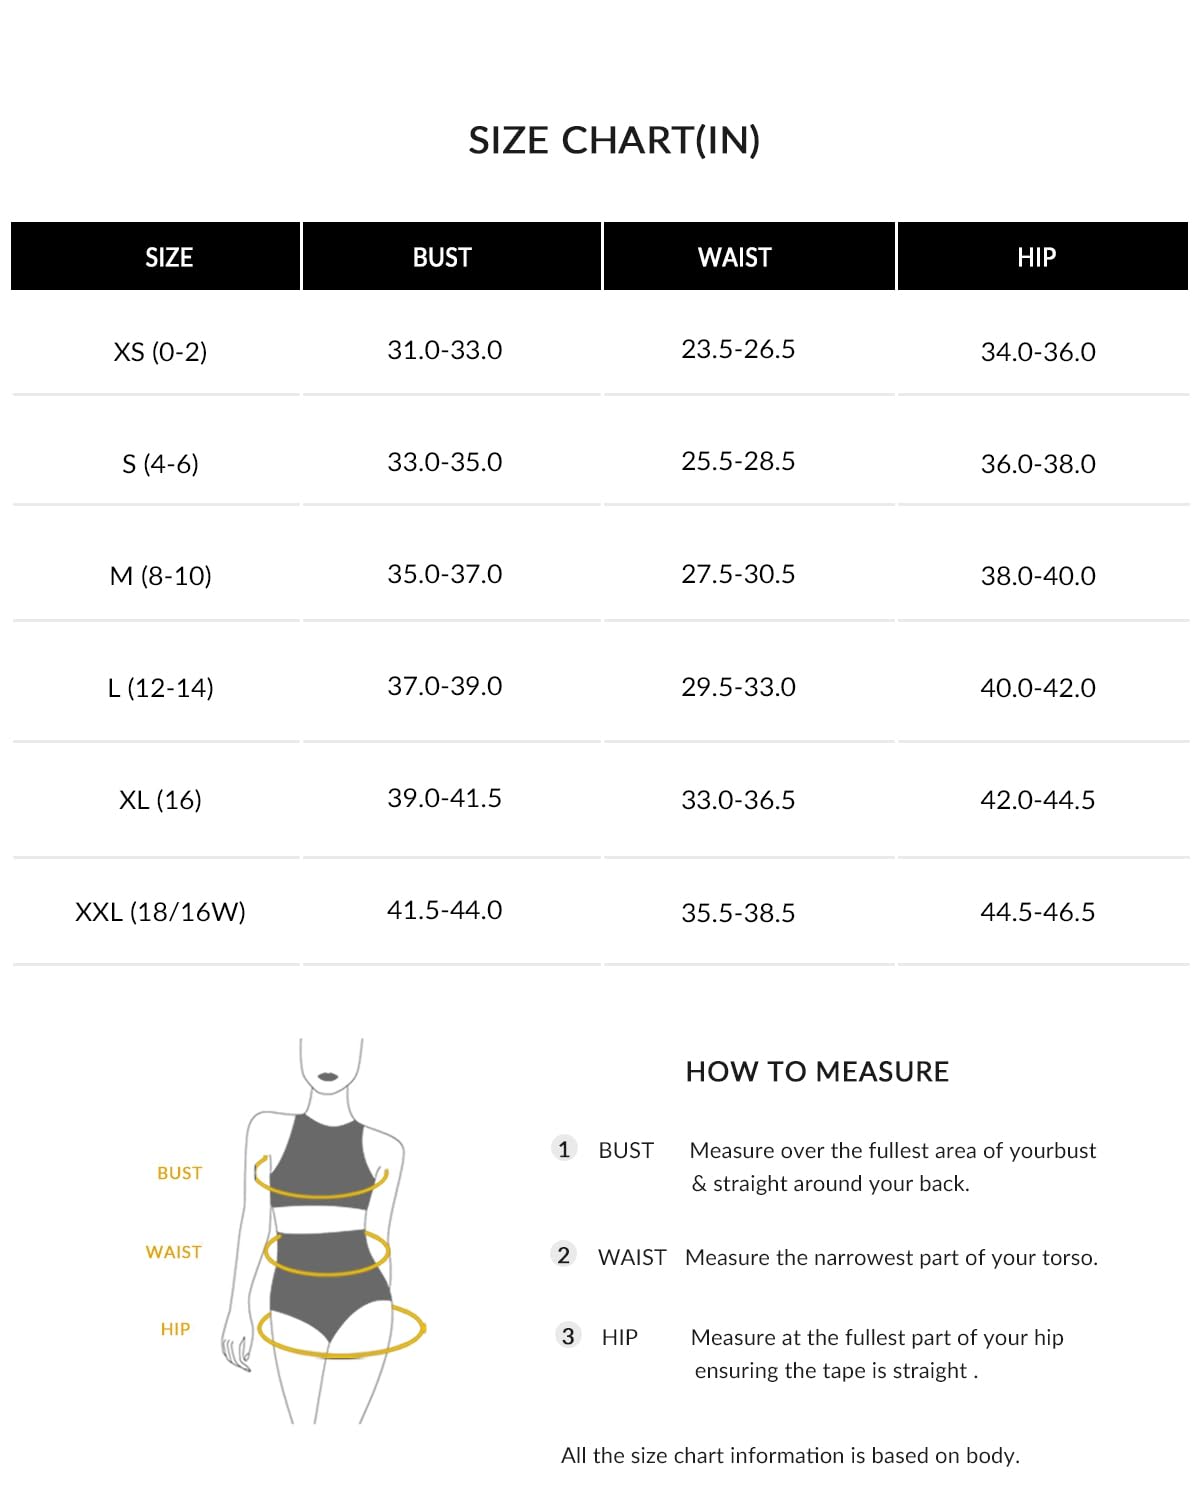 SIZE CHART(IN)
SIZE BUST WAIST HIP
XS (0-2) 31.0-33.0 23.5-26.5 34.0-36.0
S (4-6) 33.0-35.0 25.5-28.5 36.0-38.0
M (8-10) 35.0-37.0 27.5-30.5 38.0-40.0
L (12-14) 37.0-39.0 29.5-33.0 40.0-42.0
XL (16) 39.0-41.5 33.0-36.5 42.0-44.5
XXL (18/16W) 41.5-44.0 35.5-38.5 44.5-46.5
BUST
WAIST
HIP
HOW TO MEASURE
1 BUST Measure over the fullest area of yourbust
& straight around your back.
2 WAIST Measure the narrowest part of your torso.
3 HIP Measure at the fullest part of your hip
ensuring the tape is straight .
All the size chart information is based on body.